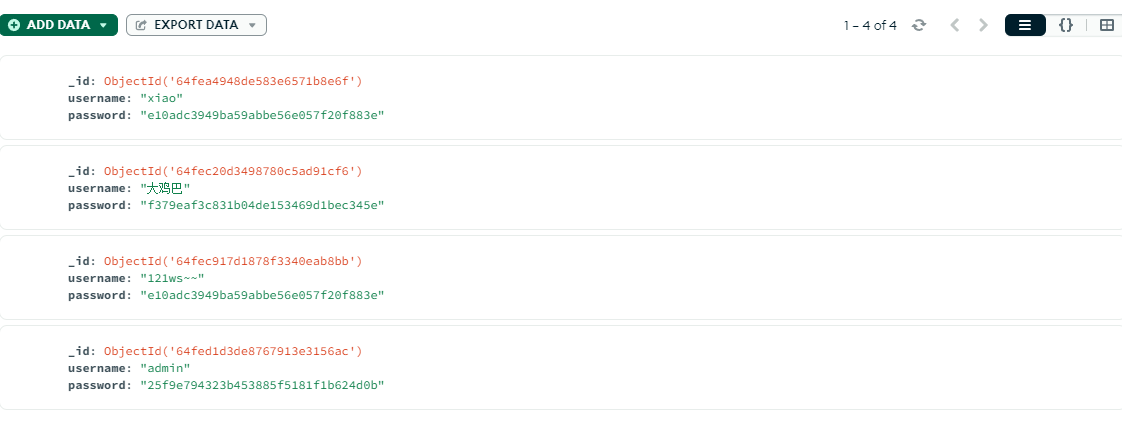 ADD DATA EXPORT DATA 1 – 4 of 4 {}
_id: ObjectId('64fea4948de583e6571b8e6f')
username: "xiao"
password: "e10adc3949ba59abbe56e057f20f883e"
_id: ObjectId('64fec20d3498780c5ad91cf6')
username: "大鸡巴"
password: "f379eaf3c831b04de153469d1bec345e"
_id: ObjectId('64fec917d1878f3340eab8bb')
username: "121ws~~"
password: "e10adc3949ba59abbe56e057f20f883e"
_id: ObjectId('64fed1d3de8767913e3156ac')
username: "admin"
password: "25f9e794323b453885f5181f1b624d0b"